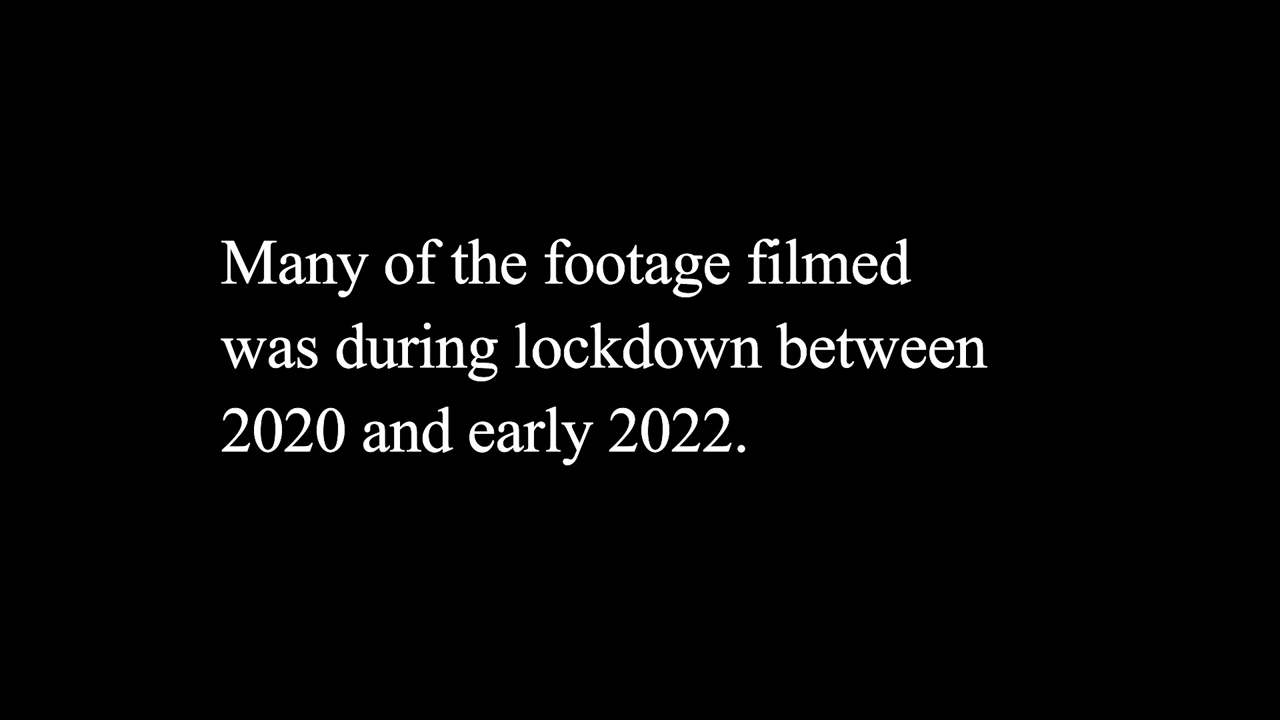 Many of the footage filmed
was during lockdown between
2020 and early 2022.